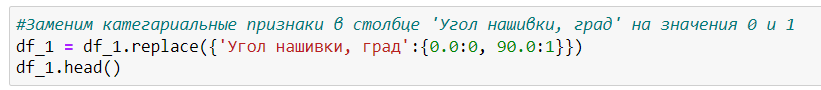 #Заменим категариальные признаки в столбце 'Угол нашивки, град' на значения 0 и 1
df_1 = df_1.replace({'Угол нашивки, град':{0.0:0, 90.0:1}})
df_1.head()